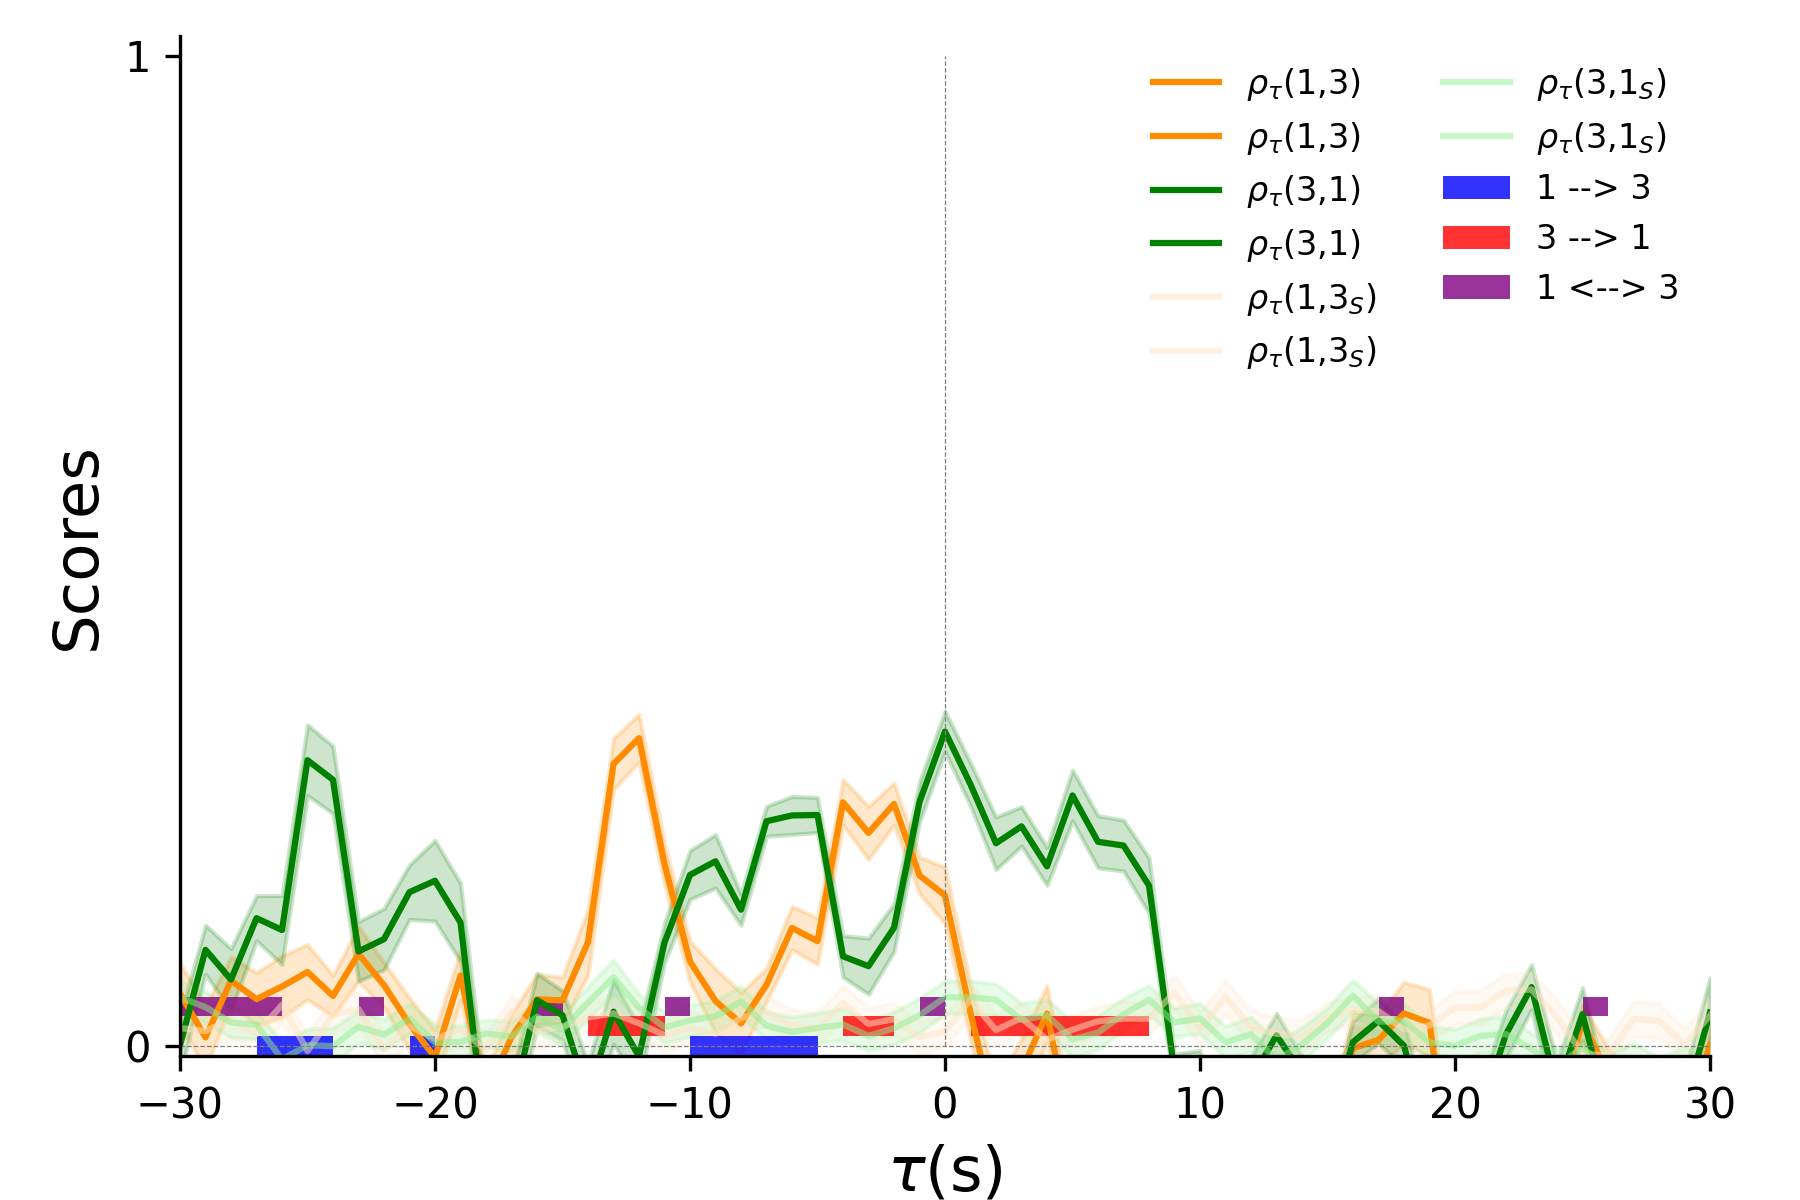 1
ρτ(1,3)
ρτ(1,3)
ρτ(3,1)
ρτ(3,1)
ρτ(1,3S)
ρτ(1,3S)
ρτ(3,1S)
ρτ(3,1S)
1 --> 3
3 --> 1
1 <--> 3
Scores
0
−30 −20 −10 0 10 20 30
τ(s)